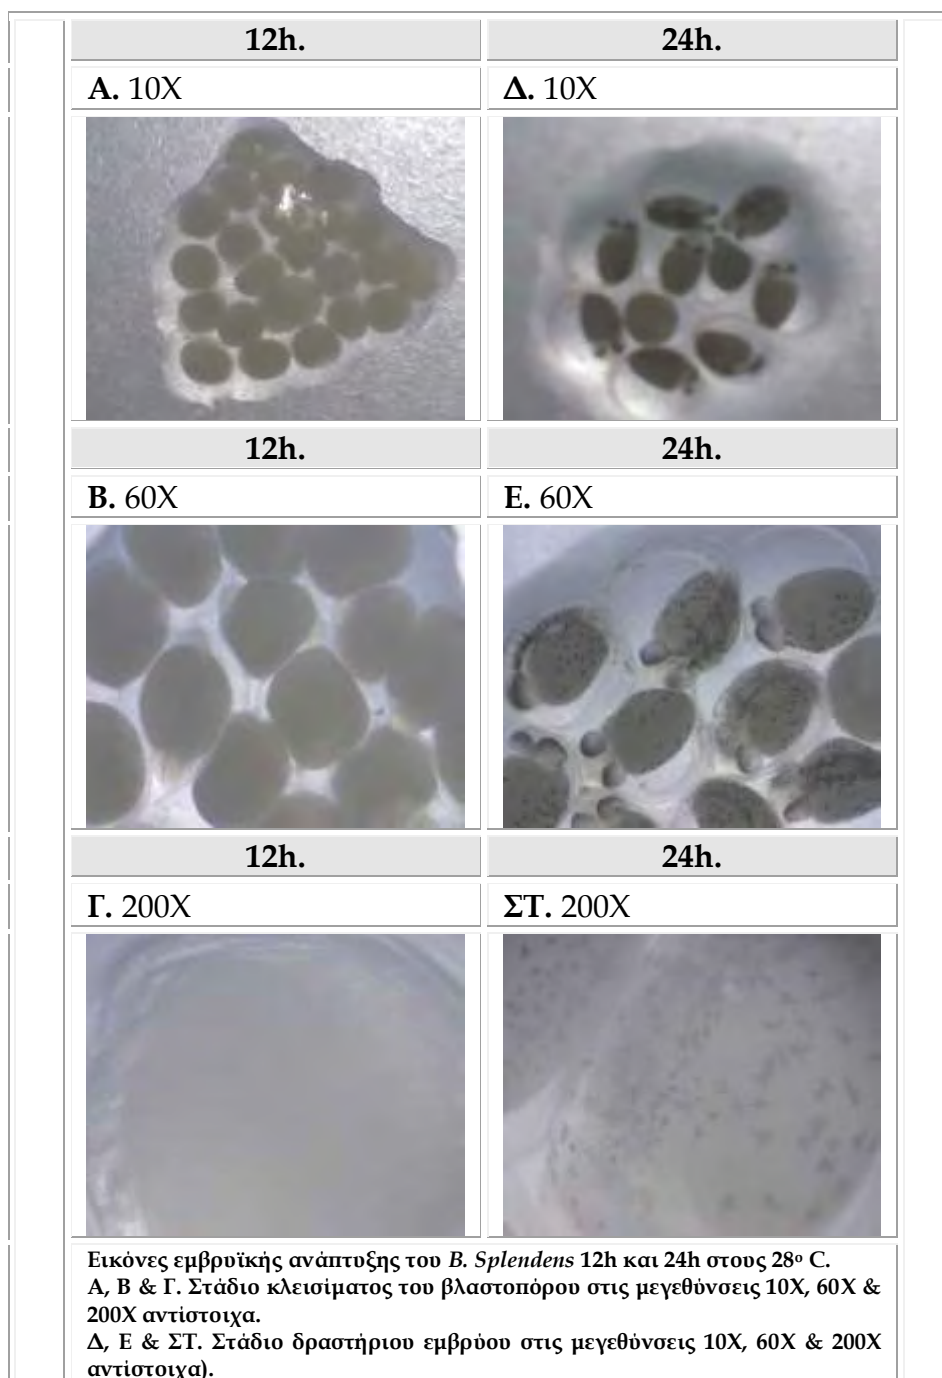 12h. 24h.
Α. 10Χ Δ. 10Χ
12h. 24h.
Β. 60Χ Ε. 60Χ
12h. 24h.
Γ. 200Χ ΣΤ. 200Χ
Εικόνες εμβρυϊκής ανάπτυξης του B. Splendens 12h και 24h στους 28ο C.
Α, Β & Γ. Στάδιο κλεισίματος του βλαστοπόρου στις μεγεθύνσεις 10Χ, 60Χ &
200Χ αντίστοιχα.
Δ, Ε & ΣΤ. Στάδιο δραστήριου εμβρύου στις μεγεθύνσεις 10Χ, 60Χ & 200Χ
αντίστοιχα).